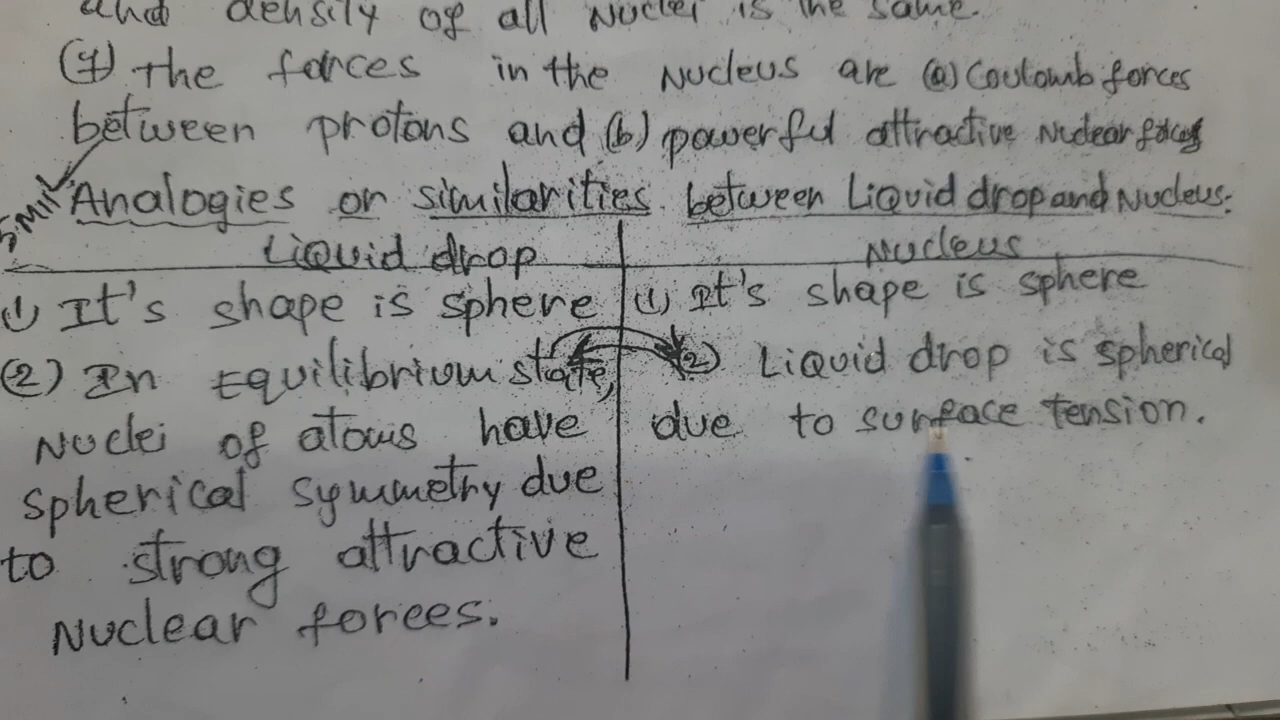 and density of all Nuclei is the same.
(4) The forces in the Nucleus are (a) Coulomb forces
between protons and (b) powerful attractive Nuclear forces
Analogies or similarities between Liquid drop and Nucleus:
Liquid drop
(1) It's shape is sphere
(2) In Equilibrium state,
Nuclei of atoms have
spherical symmetry due
to strong attractive
Nuclear forces.
Nucleus
(1) It's shape is sphere
(2) Liquid drop is spherical
due to surface tension.